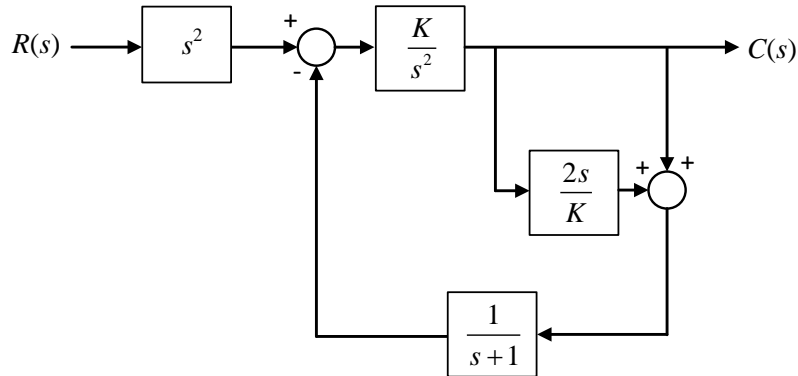 R(s)
s²
+
-
K/s²
C(s)
2s/K
+
+
1/(s+1)